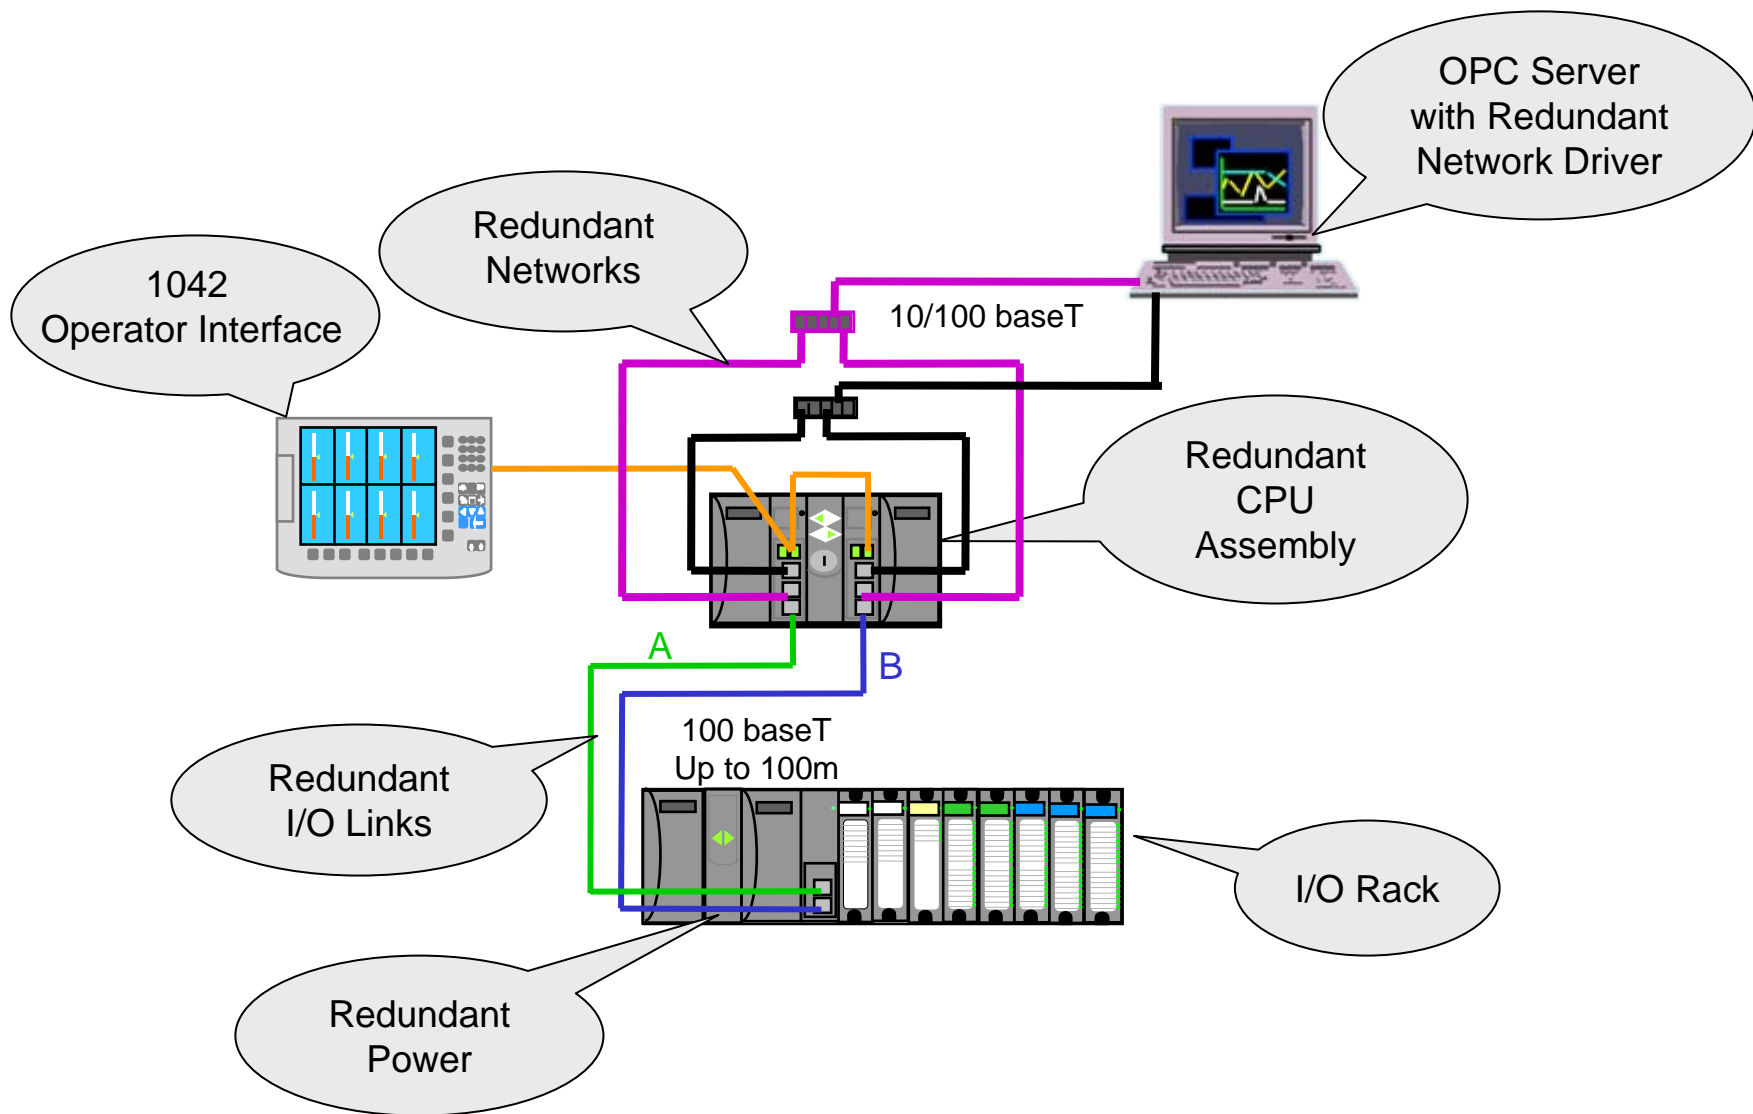 OPC Server
with Redundant
Network Driver
Redundant
Networks
1042
Operator Interface
10/100 baseT
Redundant
CPU
Assembly
A
B
100 baseT
Up to 100m
Redundant
I/O Links
I/O Rack
Redundant
Power